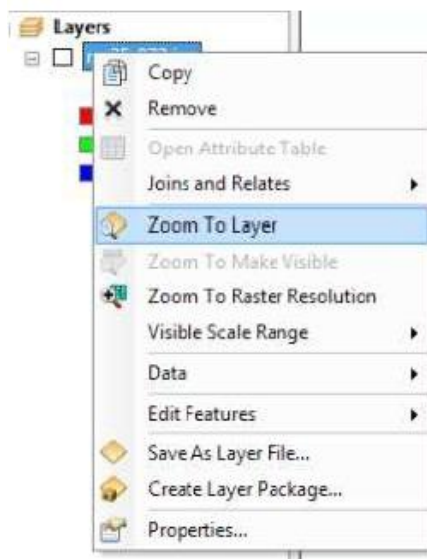 Layers
Copy
Remove
Open Attribute Table
Joins and Relates
Zoom To Layer
Zoom To Make Visible
Zoom To Raster Resolution
Visible Scale Range
Data
Edit Features
Save As Layer File...
Create Layer Package...
Properties...